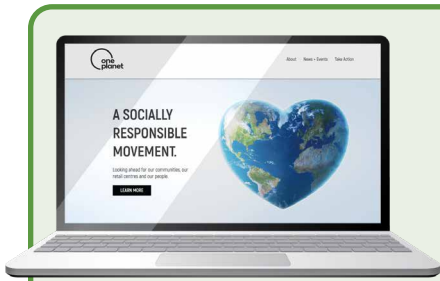 one
planet
About News + Events Take Action
A SOCIALLY
RESPONSIBLE
MOVEMENT.
Looking ahead for our communities, our
retail centres and our people.
LEARN MORE